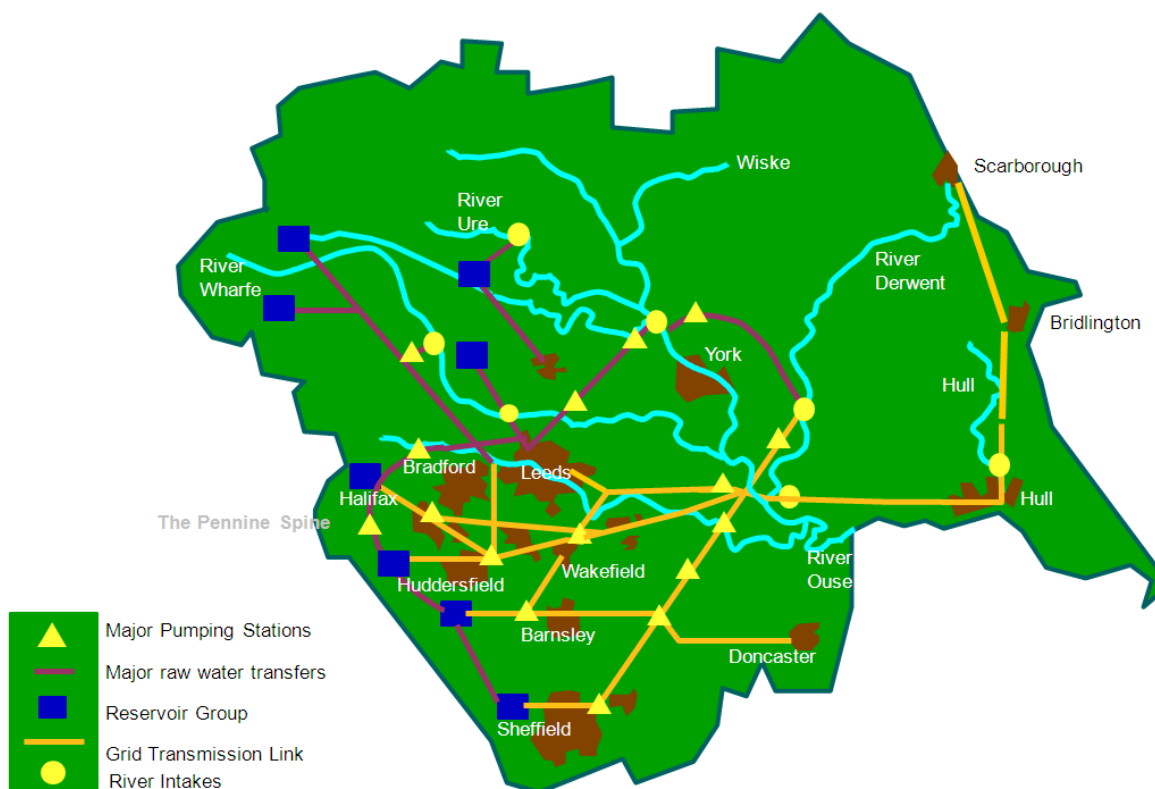 Wiske
Scarborough
River
Ure
River
Wharfe
River
Derwent
Bridlington
York
Hull
Bradford
Leeds
Halifax
Hull
The Pennine Spine
Huddersfield
Wakefield
River
Ouse
Barnsley
Doncaster
Sheffield
Major Pumping Stations
Major raw water transfers
Reservoir Group
Grid Transmission Link
River Intakes